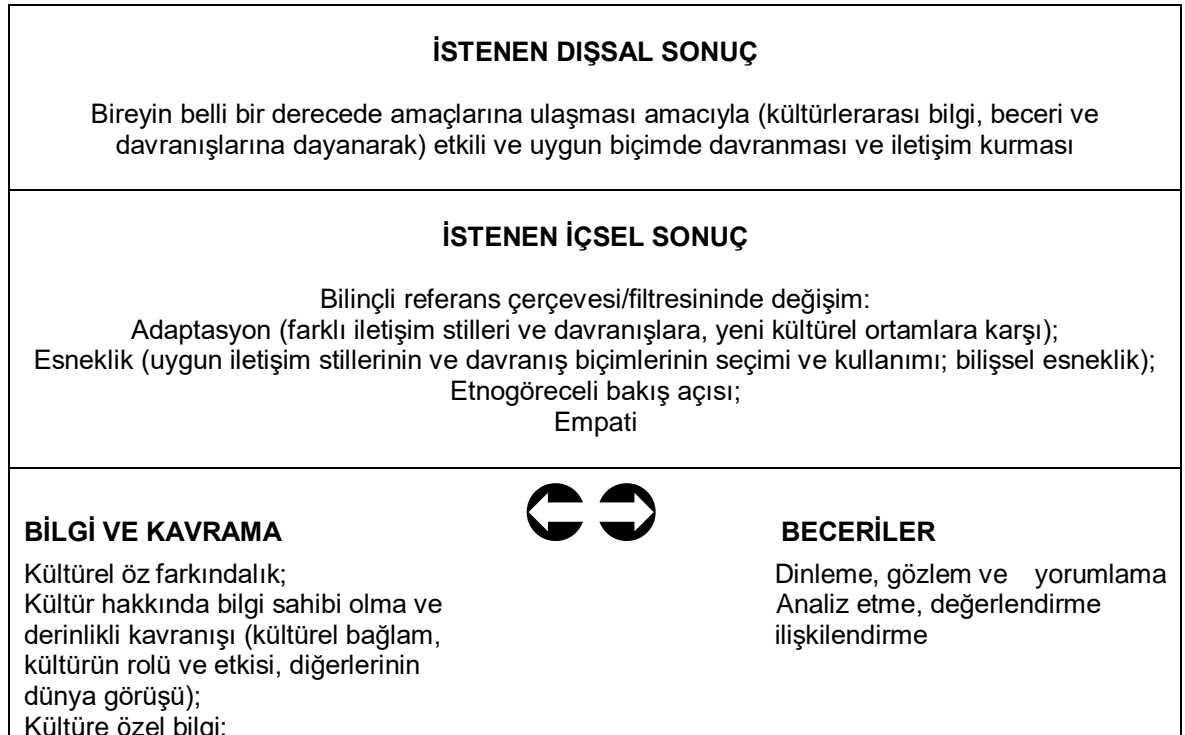 İSTENEN DIŞSAL SONUÇ
Bireyin belli bir derecede amaçlarına ulaşması amacıyla (kültürlerarası bilgi, beceri ve
davranışlarına dayanarak) etkili ve uygun biçimde davranması ve iletişim kurması
İSTENEN İÇSEL SONUÇ
Bilinçli referans çerçevesi/filtresininde değişim:
Adaptasyon (farklı iletişim stilleri ve davranışlara, yeni kültürel ortamlara karşı);
Esneklik (uygun iletişim stillerinin ve davranış biçimlerinin seçimi ve kullanımı; bilişsel esneklik);
Etnogöreceli bakış açısı;
Empati
BİLGİ VE KAVRAMA
Kültürel öz farkındalık;
Kültür hakkında bilgi sahibi olma ve
derinlikli kavranışı (kültürel bağlam,
kültürün rolü ve etkisi, diğerlerinin
dünya görüşü);
Kültüre özel bilgi;
BECERİLER
Dinleme, gözlem ve yorumlama
Analiz etme, değerlendirme
ilişkilendirme